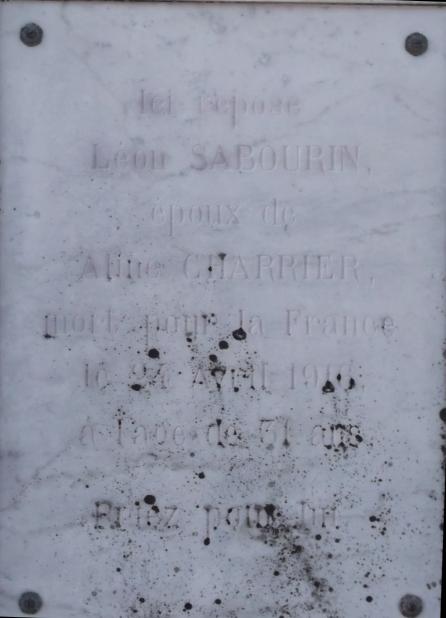 Ici repose
Léon SABOURIN,
époux de
Aline CHARRIER,
mort pour la France
le 24 Avril 1916
à l'âge de 31 ans
Priez pour lui